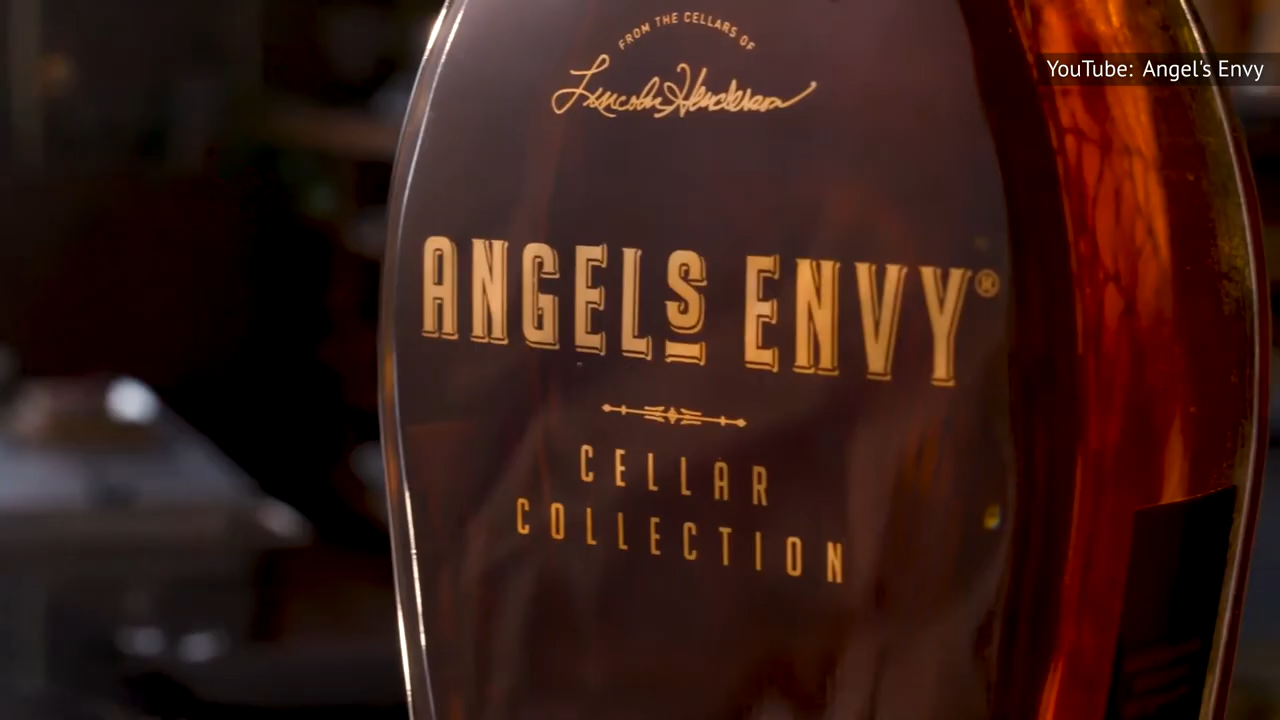 FROM THE CELLARS OF
Lincoln Henderson
YouTube: Angel's Envy
ANGELS ENVY®
CELLAR
COLLECTION